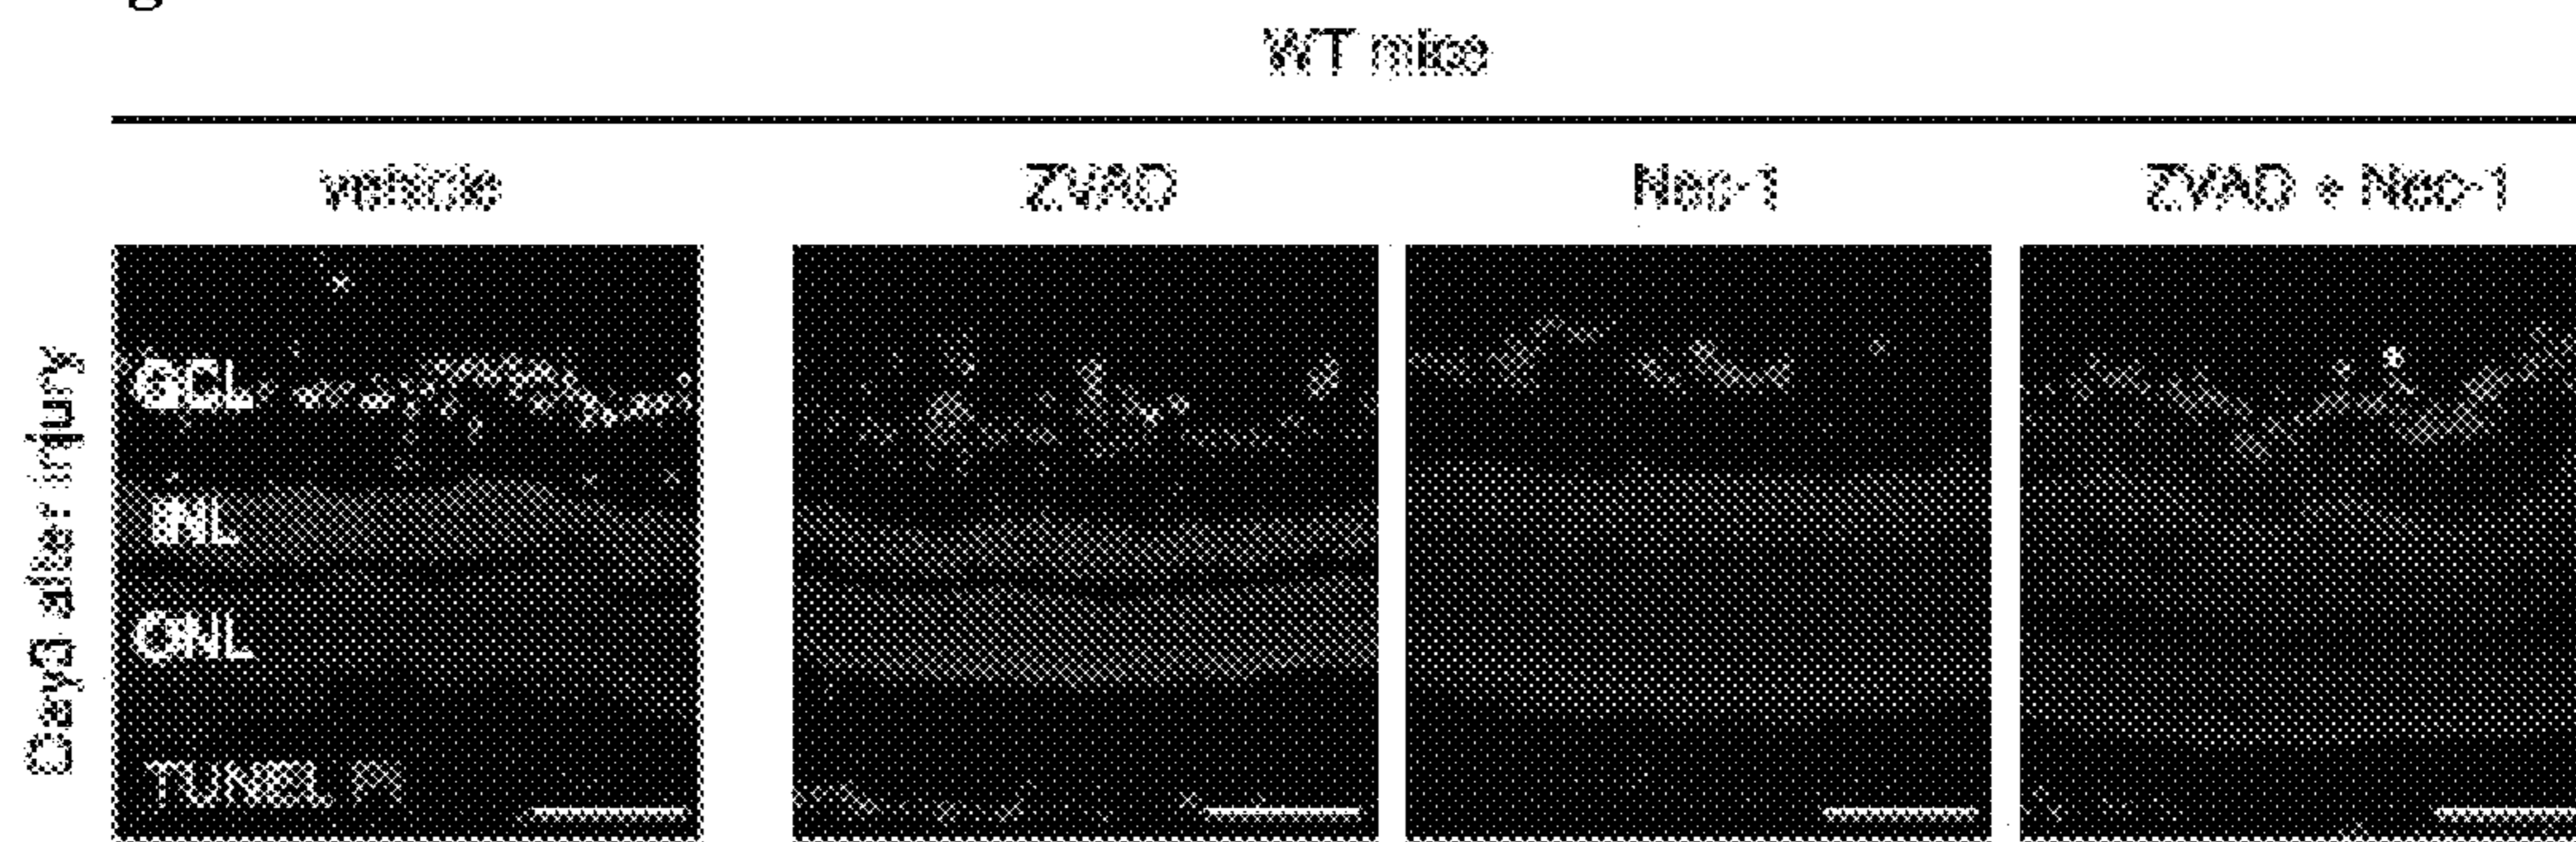 WT mice
vehicle
ZVAD
Nec-1
ZVAD + Nec-1
Day3 after injury
GCL
INL
ONL
TUNEL PI